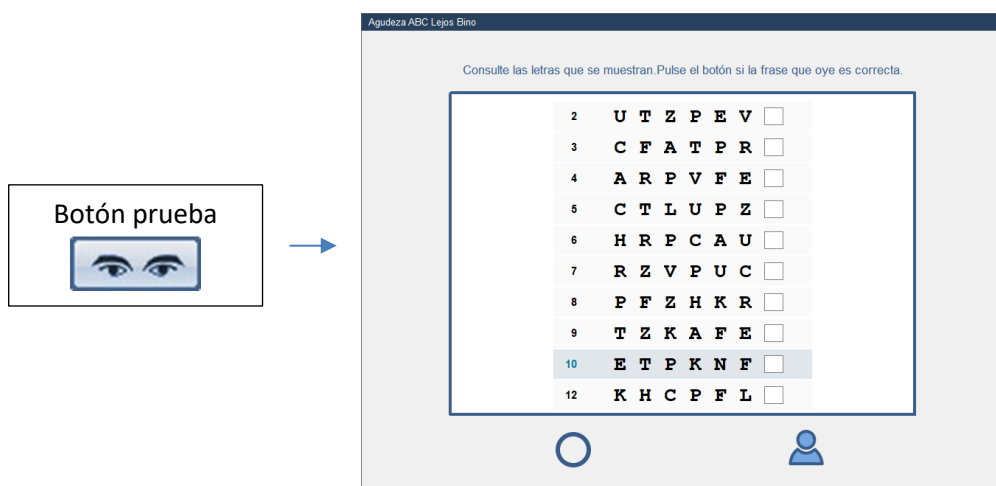 Agudeza ABC Lejos Bino
Consulte las letras que se muestran.Pulse el botón si la frase que oye es correcta.
Botón prueba
2 U T Z P E V
3 C F A T P R
4 A R P V F E
5 C T L U P Z
6 H R P C A U
7 R Z V P U C
8 P F Z H K R
9 T Z K A F E
10 E T P K N F
12 K H C P F L